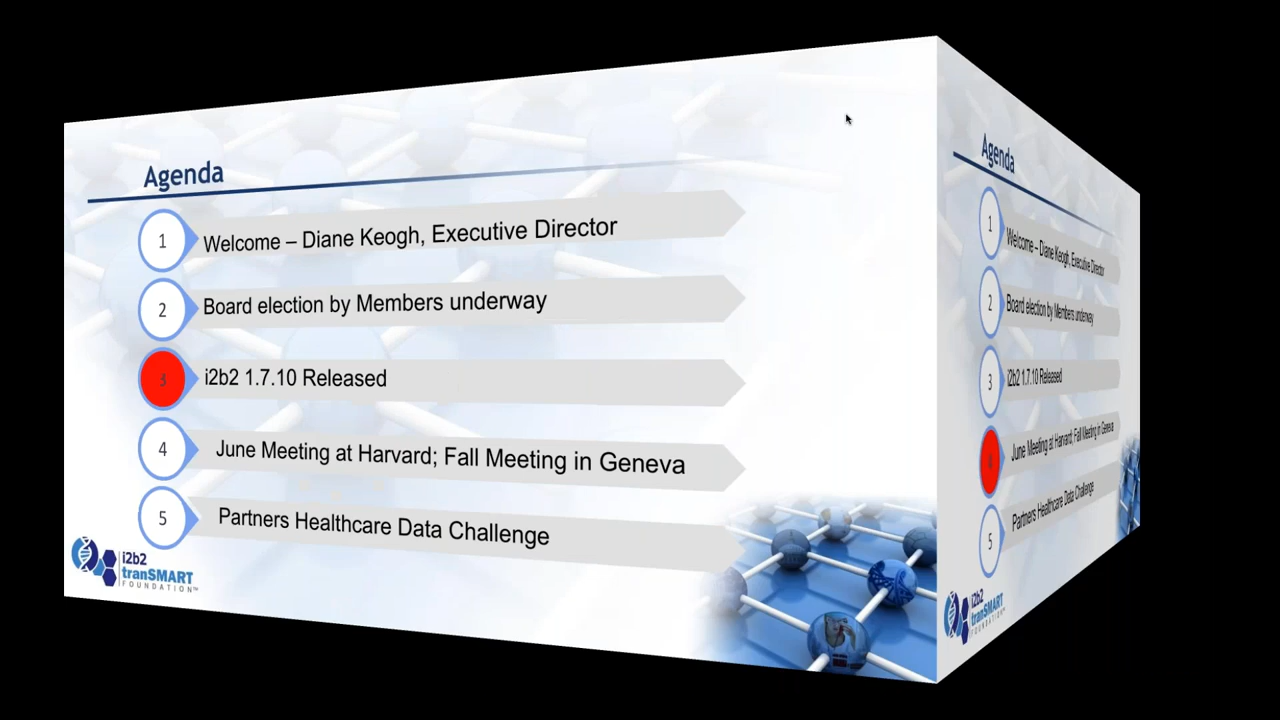 Agenda
1
Welcome – Diane Keogh, Executive Director
2
Board election by Members underway
3
i2b2 1.7.10 Released
4
June Meeting at Harvard; Fall Meeting in Geneva
5
Partners Healthcare Data Challenge
i2b2
tranSMART
FOUNDATION™
Agenda
1
Welcome – Diane Keogh, Executive Director
2
Board election by Members underway
3
i2b2 1.7.10 Released
4
June Meeting at Harvard; Fall Meeting in Geneva
5
Partners Healthcare Data Challenge
i2b2
tranSMART
FOUNDATION™